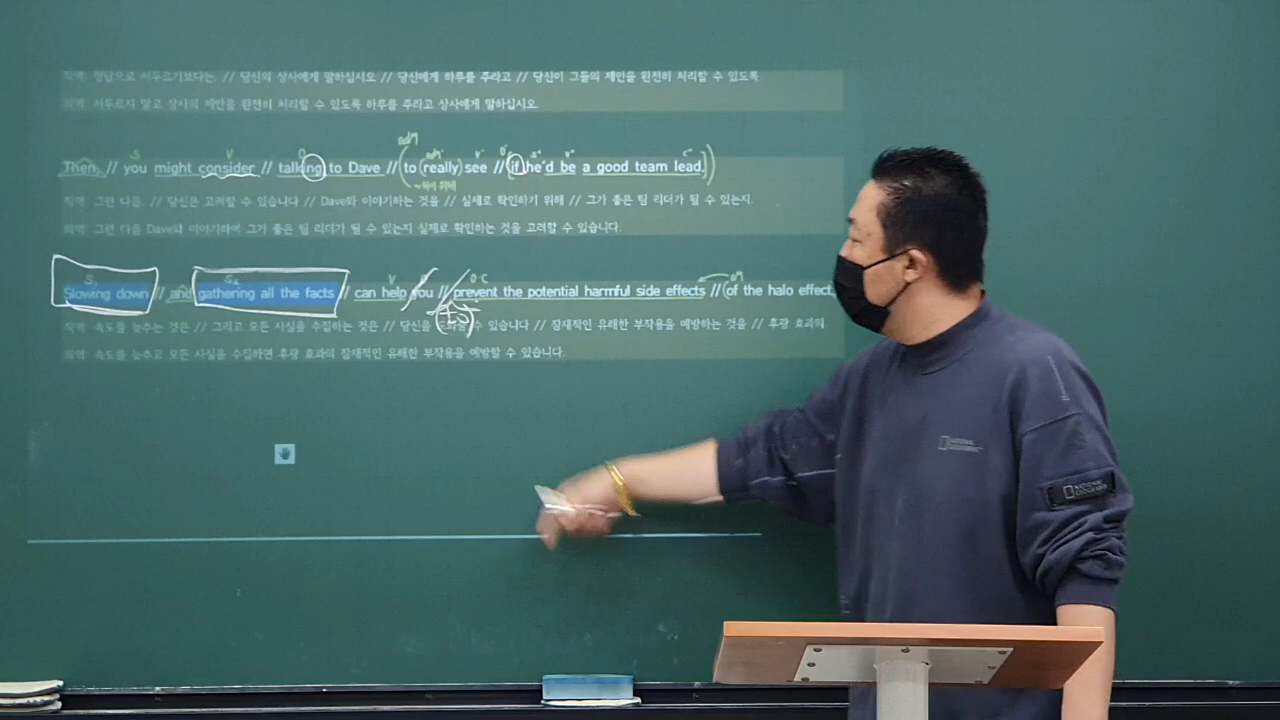 직역: 정답으로 서두르기보다는, // 당신의 상사에게 말하십시오 // 당신에게 하루를 주라고 // 당신이 그들의 제안을 완전히 처리할 수 있도록
의역: 서두르지 말고 상사의 제안을 완전히 처리할 수 있도록 하루를 주라고 상사에게 말하십시오.
S V O adv
Then, // you might consider // talking to Dave // (to (really) see // (if he'd be a good team lead.))
~하기 위해
직역: 그런 다음, // 당신은 고려할 수 있습니다 // Dave와 이야기하는 것을 // 실제로 확인하기 위해 // 그가 좋은 팀 리더가 될 수 있는지.
의역: 그런 다음 Dave와 이야기하여 그가 좋은 팀 리더가 될 수 있는지 실제로 확인하는 것을 고려할 수 있습니다.
S₁ S₂ V O O·C
Slowing down // and gathering all the facts // can help you // prevent the potential harmful side effects // (of the halo effect.
(to)
직역: 속도를 늦추는 것은 // 그리고 모든 사실을 수집하는 것은 // 당신을 수 있습니다 // 잠재적인 유해한 부작용을 예방하는 것을 // 후광 효과의
의역: 속도를 늦추고 모든 사실을 수집하면 후광 효과의 잠재적인 유해한 부작용을 예방할 수 있습니다.
NATIONAL GEOGRAPHIC
NATIONAL GEOGRAPHIC